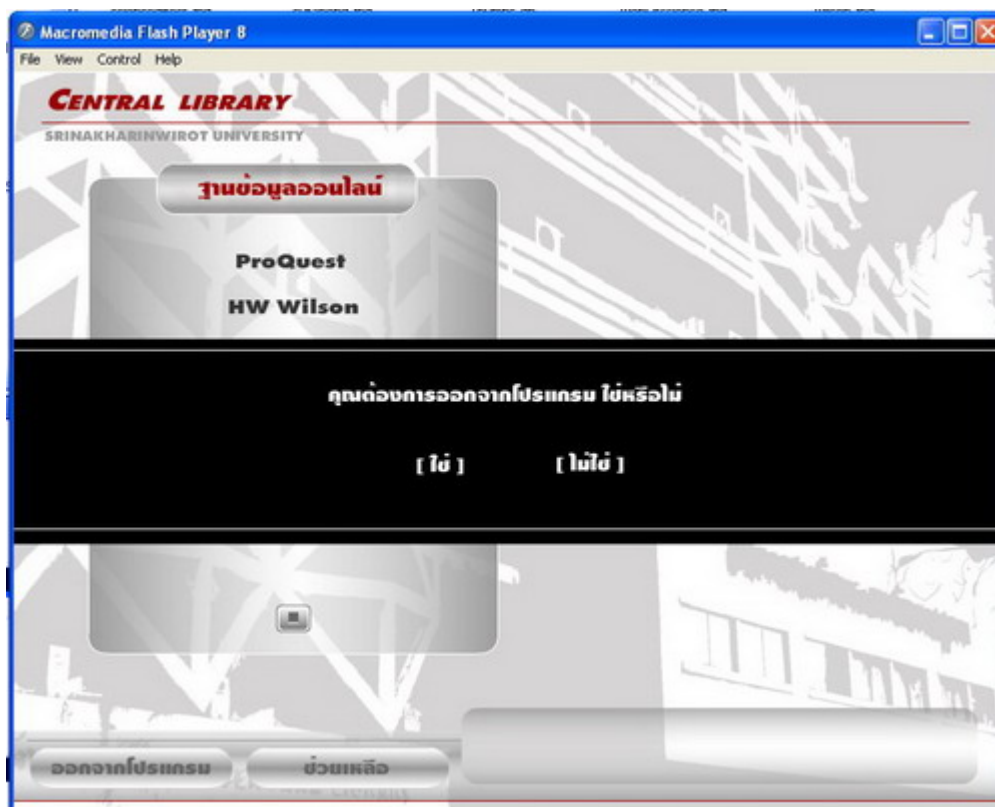 Macromedia Flash Player 8
File View Control Help
CENTRAL LIBRARY
SRINAKHARINWIROT UNIVERSITY
ฐานข้อมูลออนไลน์
ProQuest
HW Wilson
คุณต้องการออกจากโปรแกรม ใช่หรือไม่
[ ใช่ ] [ ไม่ใช่ ]
ออกจากโปรแกรม ช่วยเหลือ